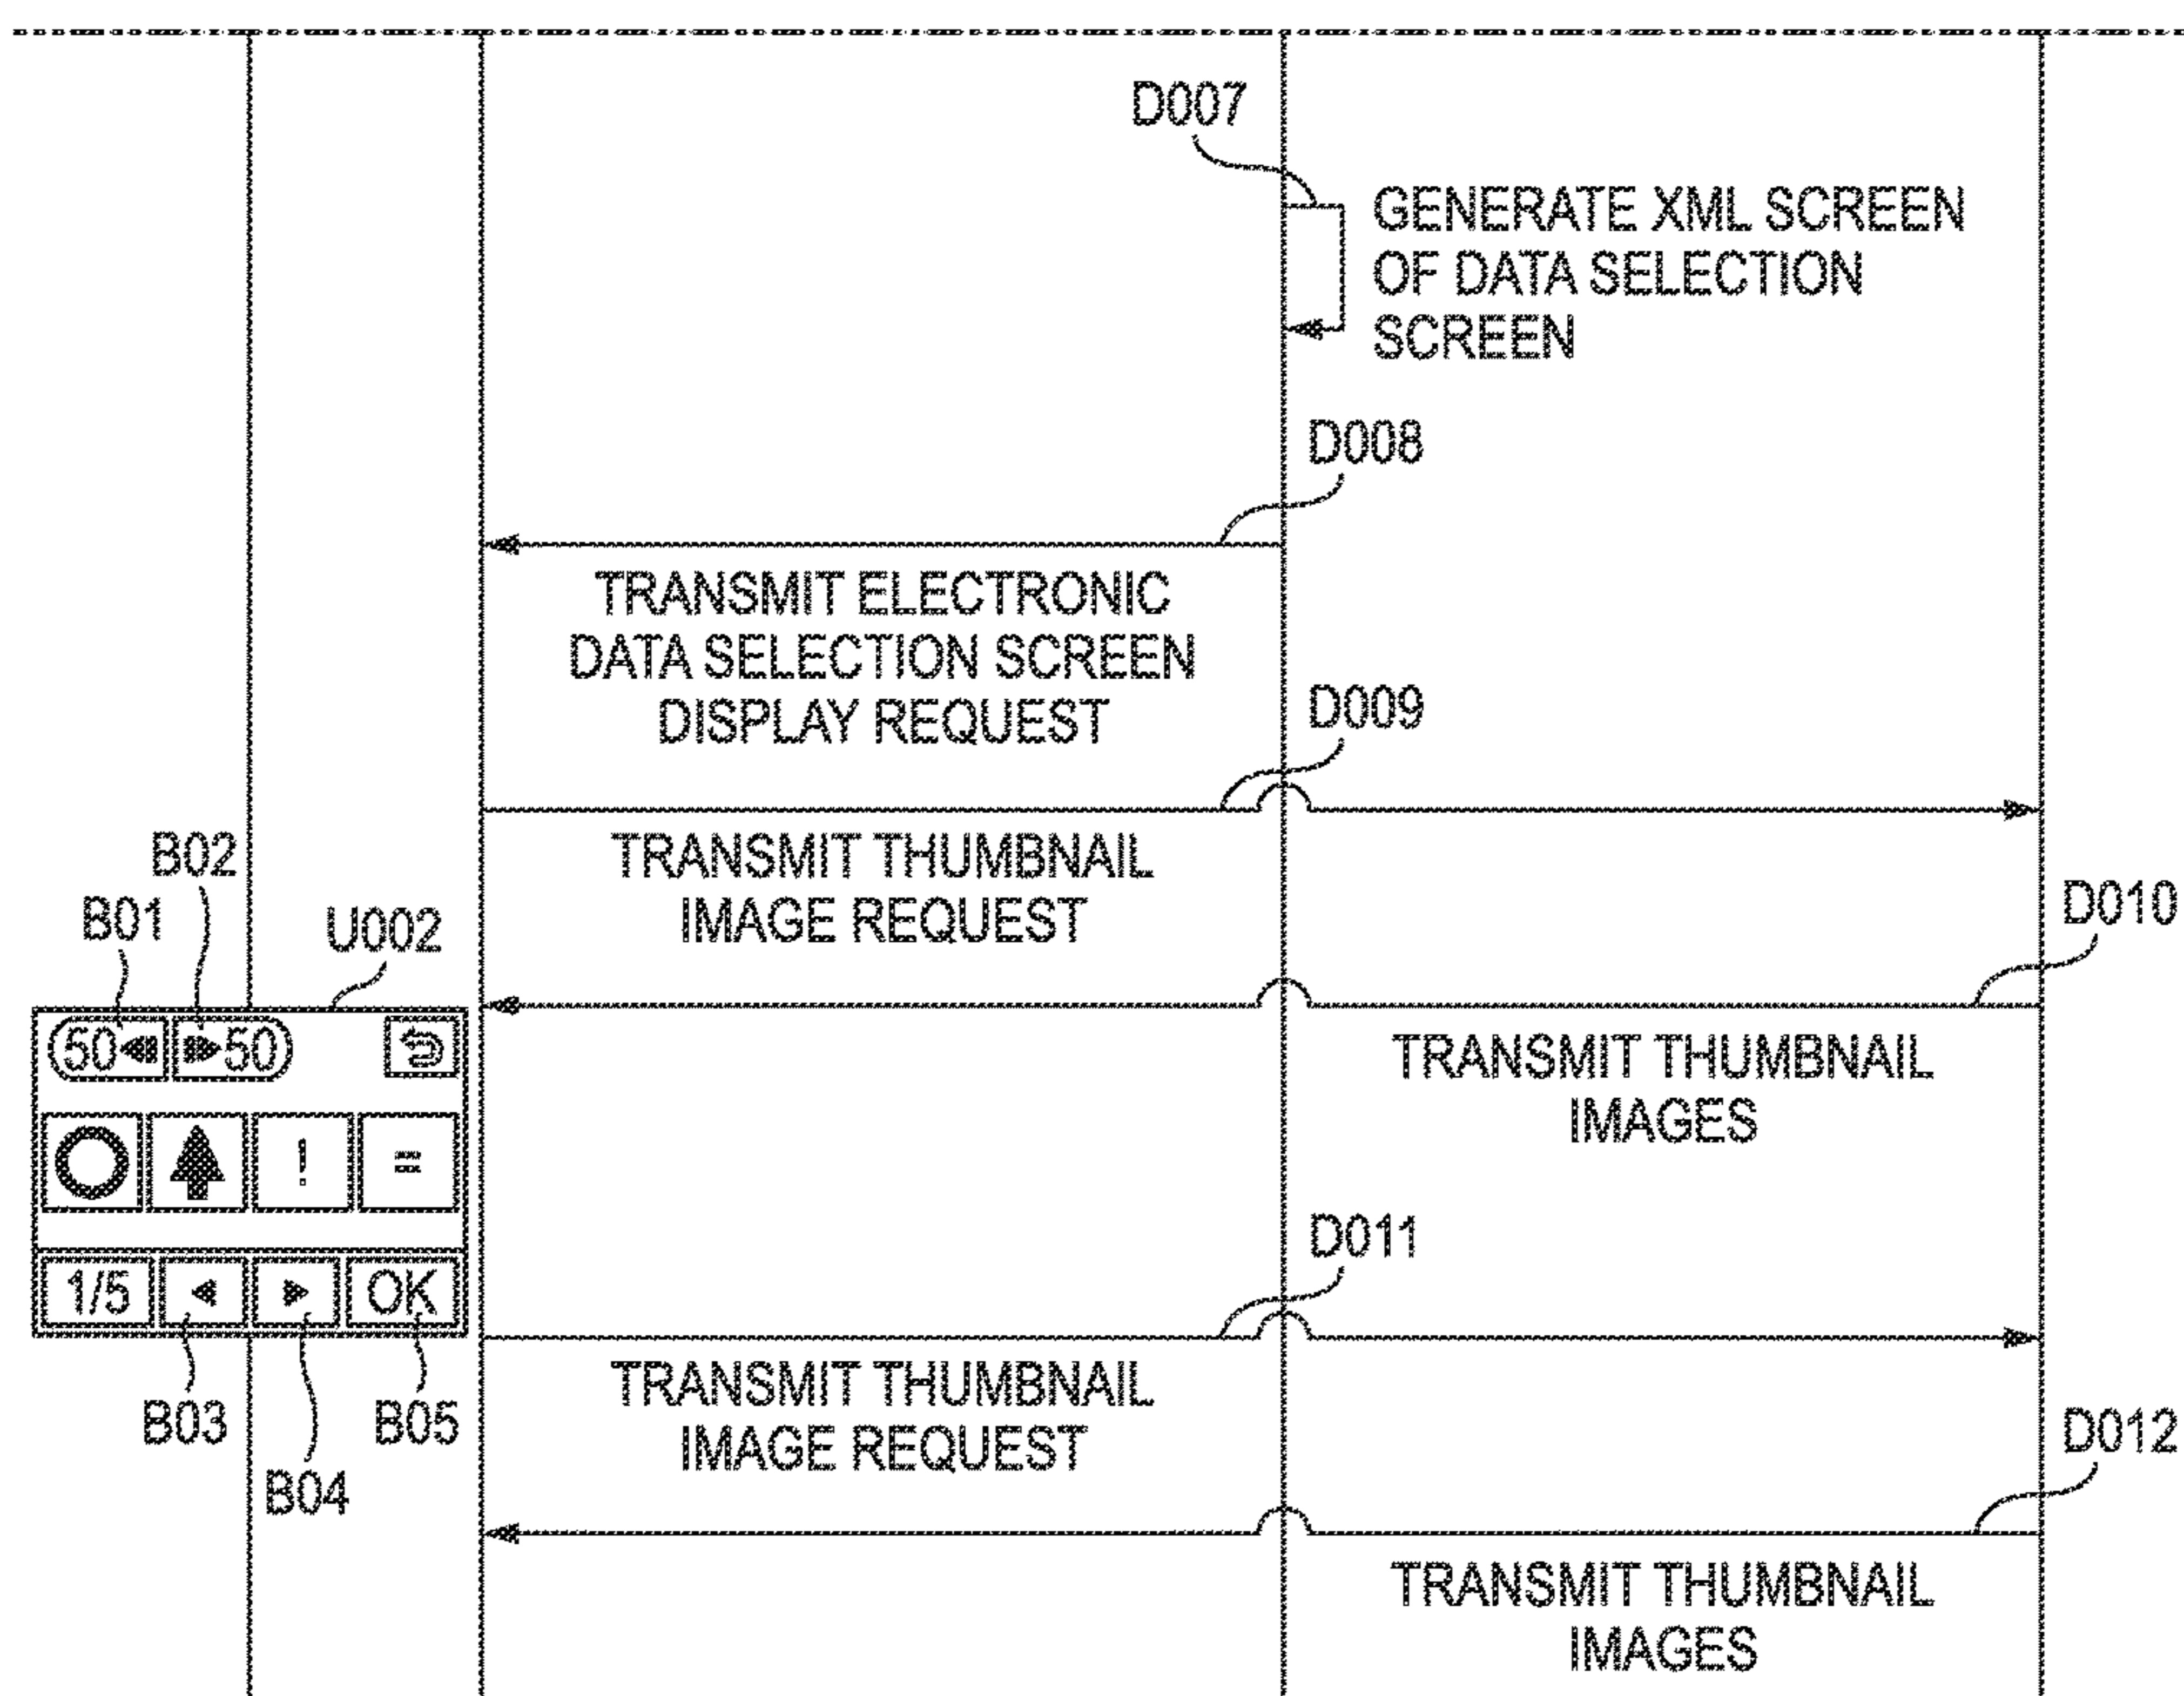 D007
GENERATE XML SCREEN
OF DATA SELECTION
SCREEN
D008
TRANSMIT ELECTRONIC
DATA SELECTION SCREEN
DISPLAY REQUEST
D009
TRANSMIT THUMBNAIL
IMAGE REQUEST
B02
B01
U002
D010
50 50
TRANSMIT THUMBNAIL
IMAGES
! =
D011
1/5 OK
TRANSMIT THUMBNAIL
IMAGE REQUEST
B03
B05
B04
D012
TRANSMIT THUMBNAIL
IMAGES